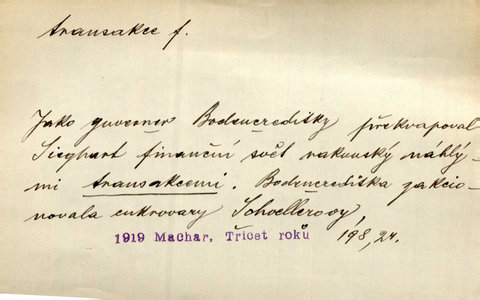 transakce f.
Jako guvernér Bodencreditky překvapoval
Sieghart finanční svět rakouský náhlý-
mi transakcemi. Bodencreditka zakcio-
novala cukrovary Schoellerovy,
1919 Machar, Třicet roků 198,24.